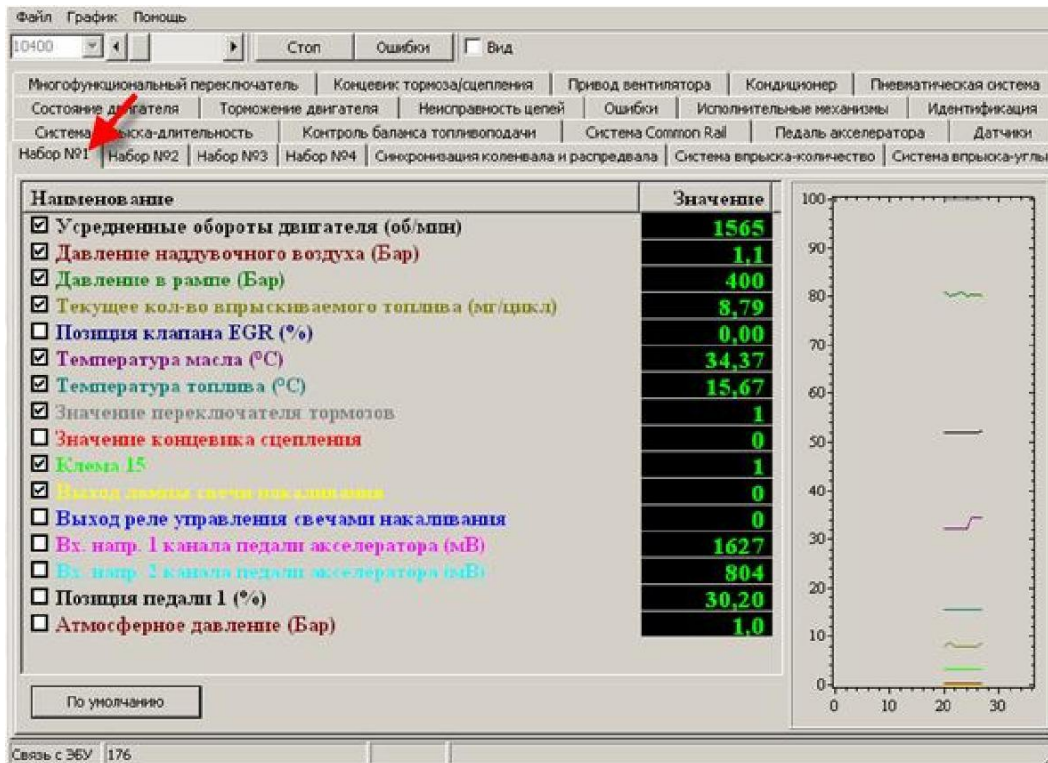 Файл График Помощь
10400 Стоп Ошибки Вид
Многофункциональный переключатель Концевик тормоза/сцепления Привод вентилятора Кондиционер Пневматическая система
Состояние двигателя Торможение двигателя Неисправность цепей Ошибки Исполнительные механизмы Идентификация
Система впрыска-длительность Контроль баланса топливоподачи Система Common Rail Педаль акселератора Датчики
Набор №1 Набор №2 Набор №3 Набор №4 Синхронизация коленвала и распредвала Система впрыска-количество Система впрыска-углы
Наименование Значение
Усредненные обороты двигателя (об/мин) 1565
Давление наддувочного воздуха (Бар) 1,1
Давление в рампе (Бар) 400
Текущее кол-во впрыскиваемого топлива (мг/цикл) 8,79
Позиция клапана EGR (%) 0,00
Температура масла (ºC) 34,37
Температура топлива (ºC) 15,67
Значение переключателя тормозов 1
Значение концевика сцепления 0
Клема 15 1
Выход лампы свечи накаливания 0
Выход реле управления свечами накаливания 0
Вх. напр. 1 канала педали акселератора (мВ) 1627
Вх. напр. 2 канала педали акселератора (мВ) 804
Позиция педали 1 (%) 30,20
Атмосферное давление (Бар) 1,0
100
90
80
70
60
50
40
30
20
10
0
0 10 20 30
По умолчанию
Связь с ЭБУ 176